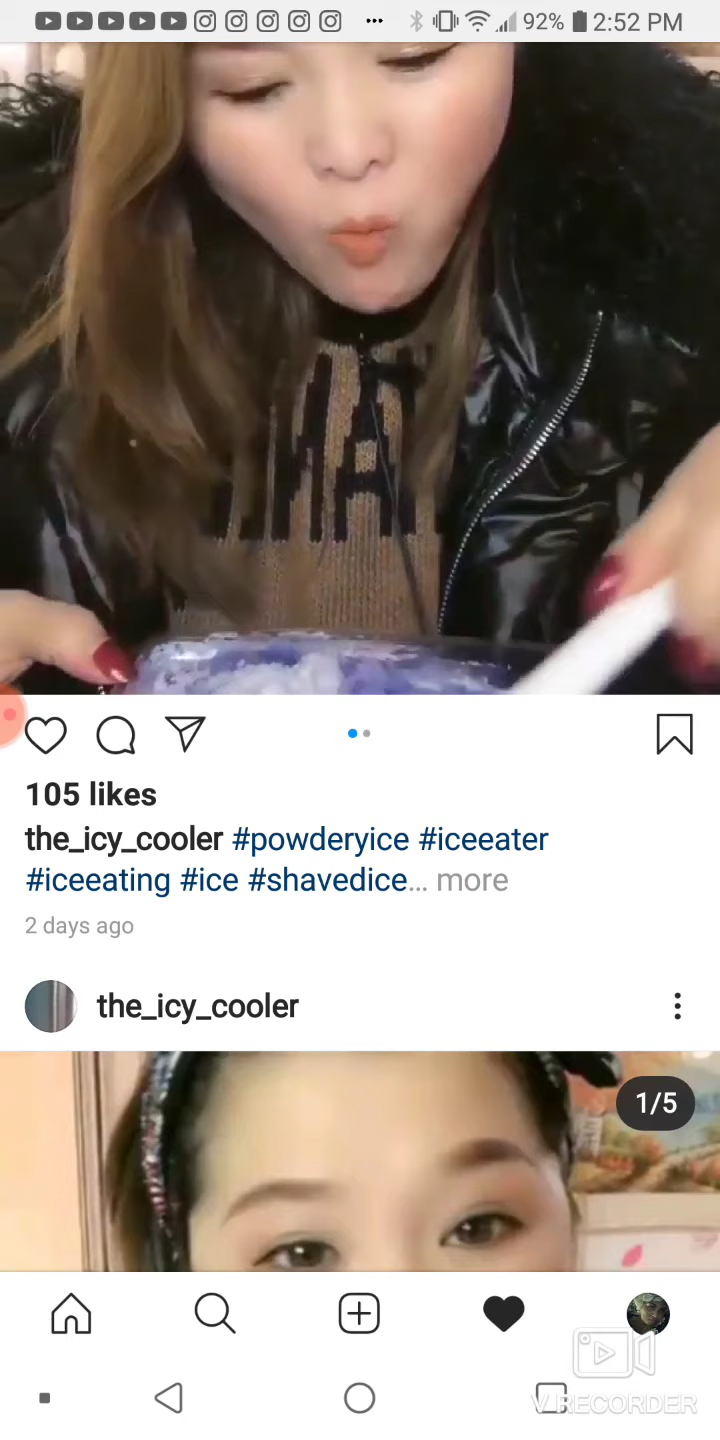 92% 2:52 PM
105 likes
the_icy_cooler #powderyice #iceeater
#iceeating #ice #shavedice... more
2 days ago
the_icy_cooler
1/5
V RECORDER